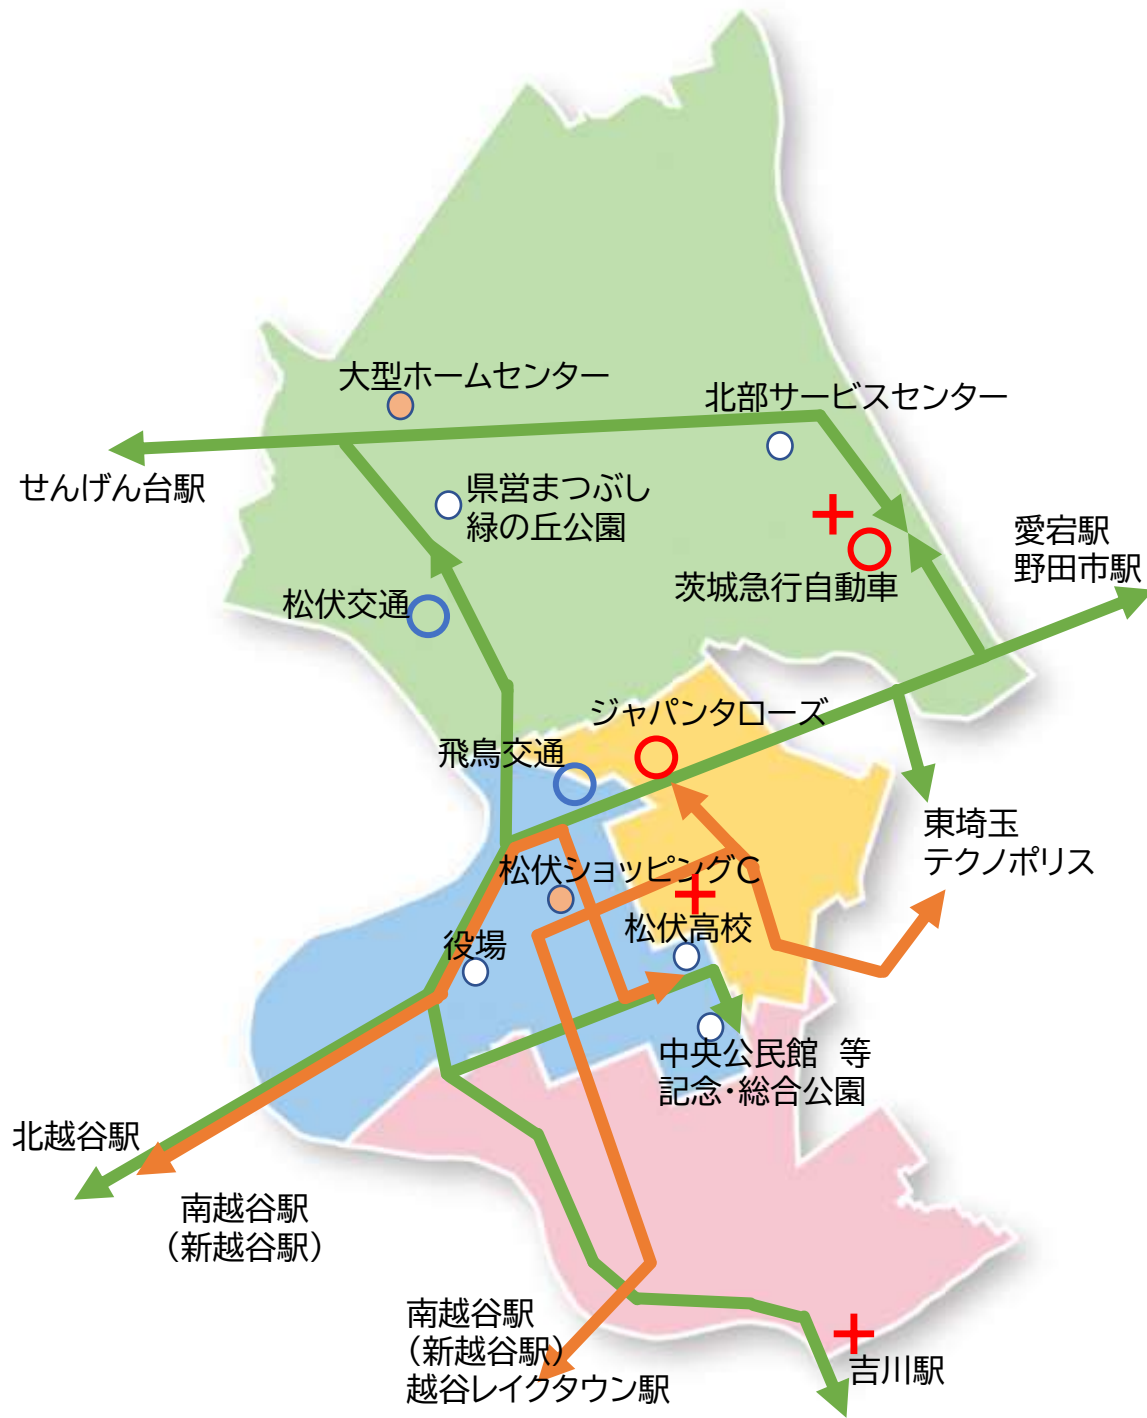 大型ホームセンター
北部サービスセンター
せんげん台駅
県営まつぶし
緑の丘公園
愛宕駅
野田市駅
茨城急行自動車
松伏交通
ジャパンタローズ
飛鳥交通
東埼玉
テクノポリス
松伏ショッピングC
松伏高校
役場
中央公民館 等
記念・総合公園
北越谷駅
南越谷駅
（新越谷駅）
南越谷駅
（新越谷駅）
越谷レイクタウン駅
吉川駅